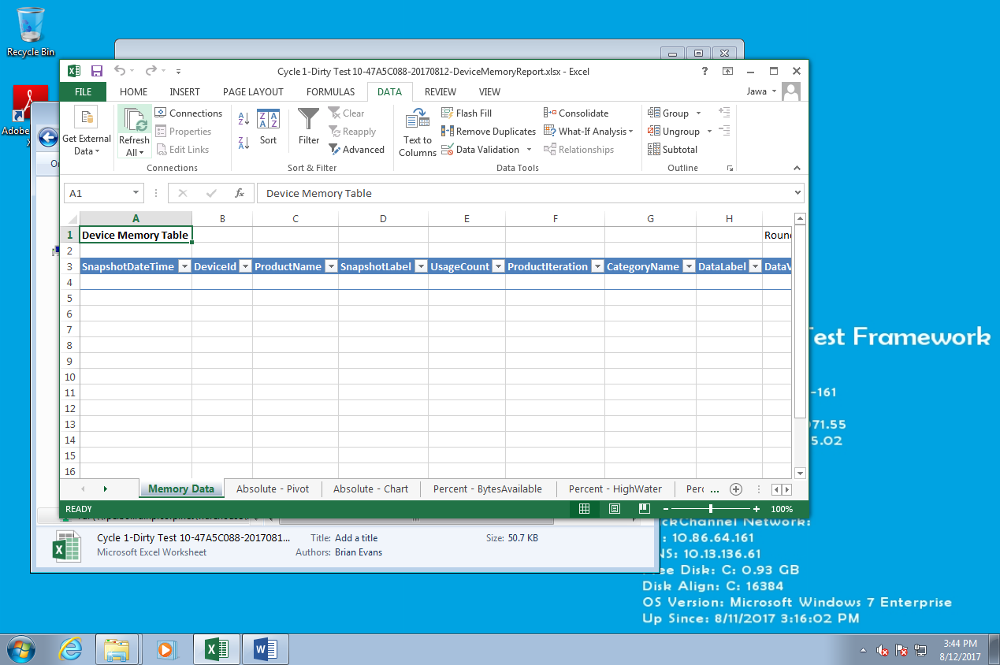 Recycle Bin
Adobe
Cycle 1-Dirty Test 10-47A5C088-20170812-DeviceMemoryReport.xlsx - Excel
FILE HOME INSERT PAGE LAYOUT FORMULAS DATA REVIEW VIEW Jawa
Get External Data
Refresh All
Connections
Properties
Edit Links
Connections
Sort
Filter
Clear
Reapply
Advanced
Sort & Filter
Text to Columns
Flash Fill
Remove Duplicates
Data Validation
Consolidate
What-If Analysis
Relationships
Data Tools
Group
Ungroup
Subtotal
Outline
A1 fx Device Memory Table
A B C D E F G H
1 Device Memory Table Roun
2
3 SnapshotDateTime DeviceId ProductName SnapshotLabel UsageCount ProductIteration CategoryName DataLabel DataV
4
5
6
7
8
9
10
11
12
13
14
15
16
Memory Data Absolute - Pivot Absolute - Chart Percent - BytesAvailable Percent - HighWater Perc ...
READY 100%
Cycle 1-Dirty Test 10-47A5C088-2017081... Title: Add a title Size: 50.7 KB
Microsoft Excel Worksheet Authors: Brian Evans
Test Framework
-161
071.55
5.02
ckChannel Network:
: 10.86.64.161
NS: 10.13.136.61
Free Disk: C: 0.93 GB
Disk Align: C: 16384
OS Version: Microsoft Windows 7 Enterprise
Up Since: 8/11/2017 3:16:02 PM
3:44 PM
8/12/2017